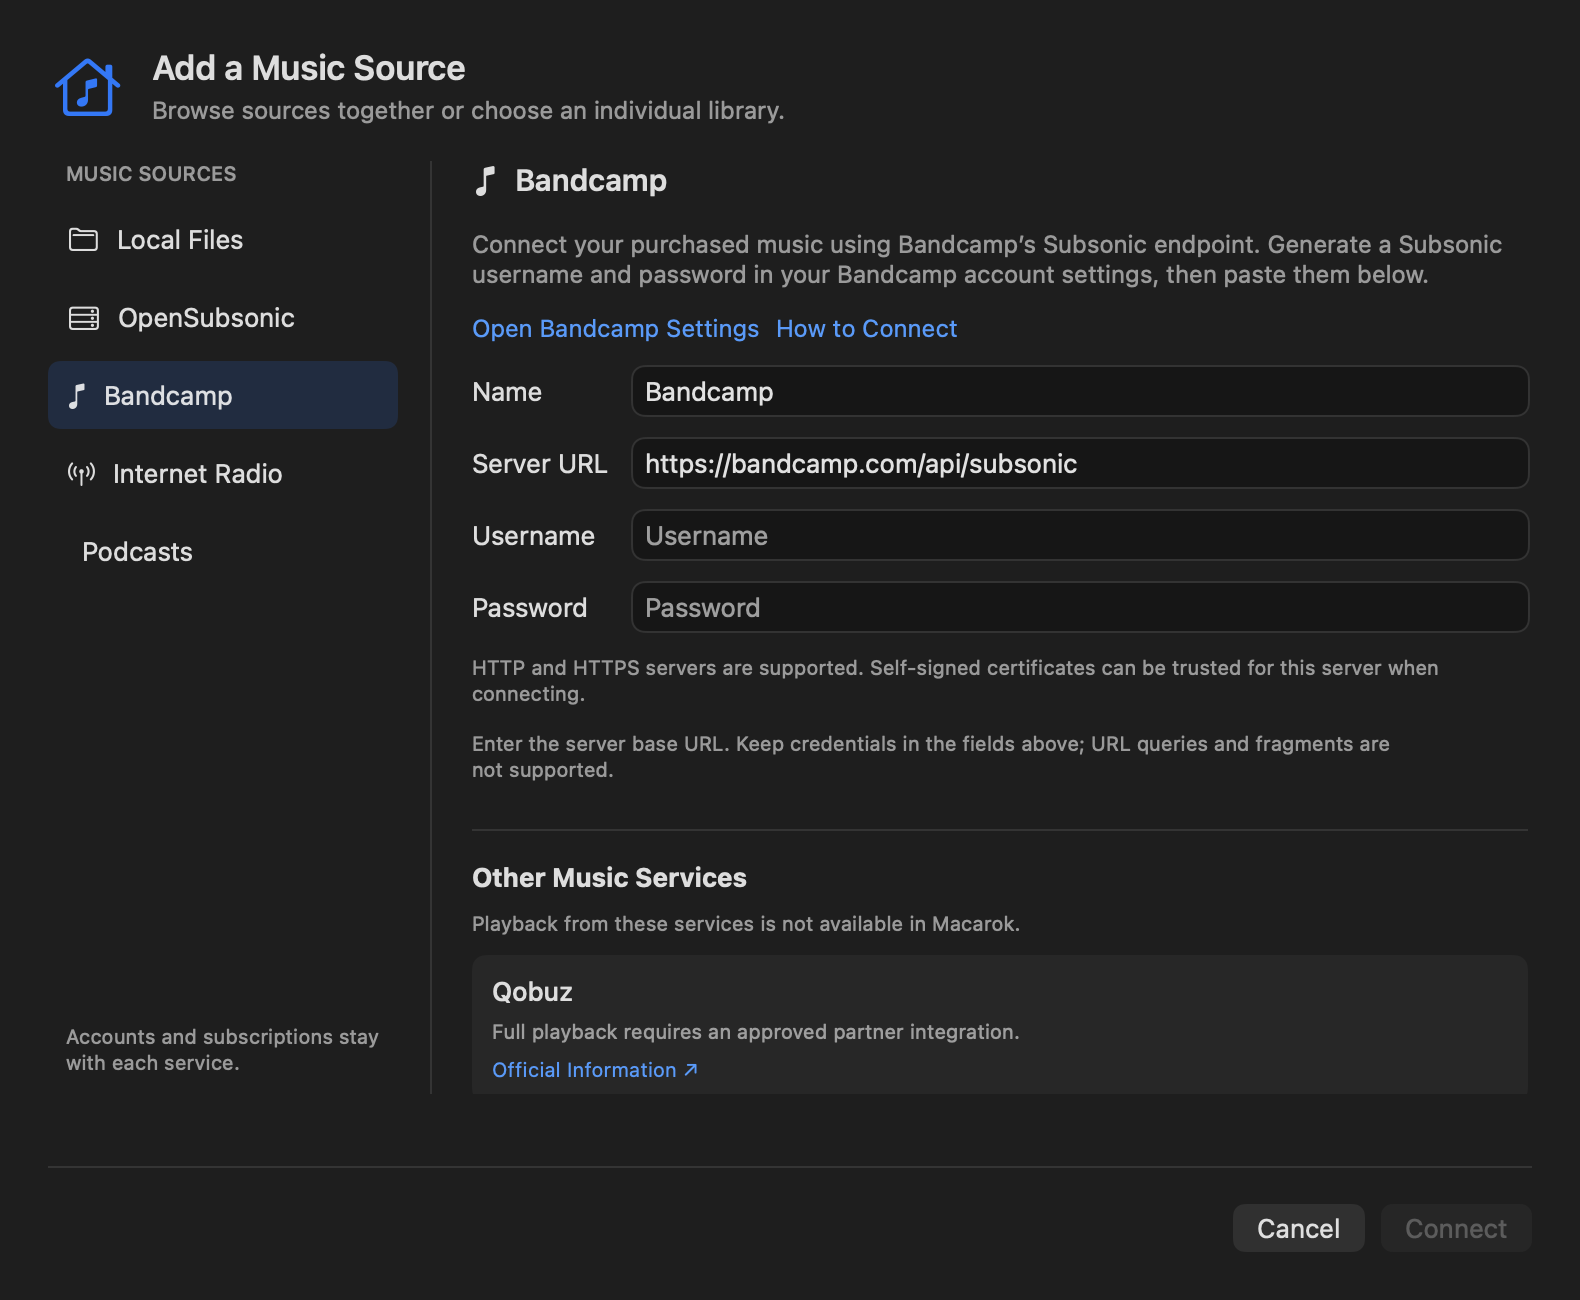 Add a Music Source
Browse sources together or choose an individual library.
MUSIC SOURCES
Local Files
OpenSubsonic
Bandcamp
Internet Radio
Podcasts
Accounts and subscriptions stay
with each service.
Bandcamp
Connect your purchased music using Bandcamp’s Subsonic endpoint. Generate a Subsonic
username and password in your Bandcamp account settings, then paste them below.
Open Bandcamp Settings How to Connect
Name Bandcamp
Server URL https://bandcamp.com/api/subsonic
Username Username
Password Password
HTTP and HTTPS servers are supported. Self-signed certificates can be trusted for this server when
connecting.
Enter the server base URL. Keep credentials in the fields above; URL queries and fragments are
not supported.
Other Music Services
Playback from these services is not available in Macarok.
Qobuz
Full playback requires an approved partner integration.
Official Information ↗
Cancel Connect